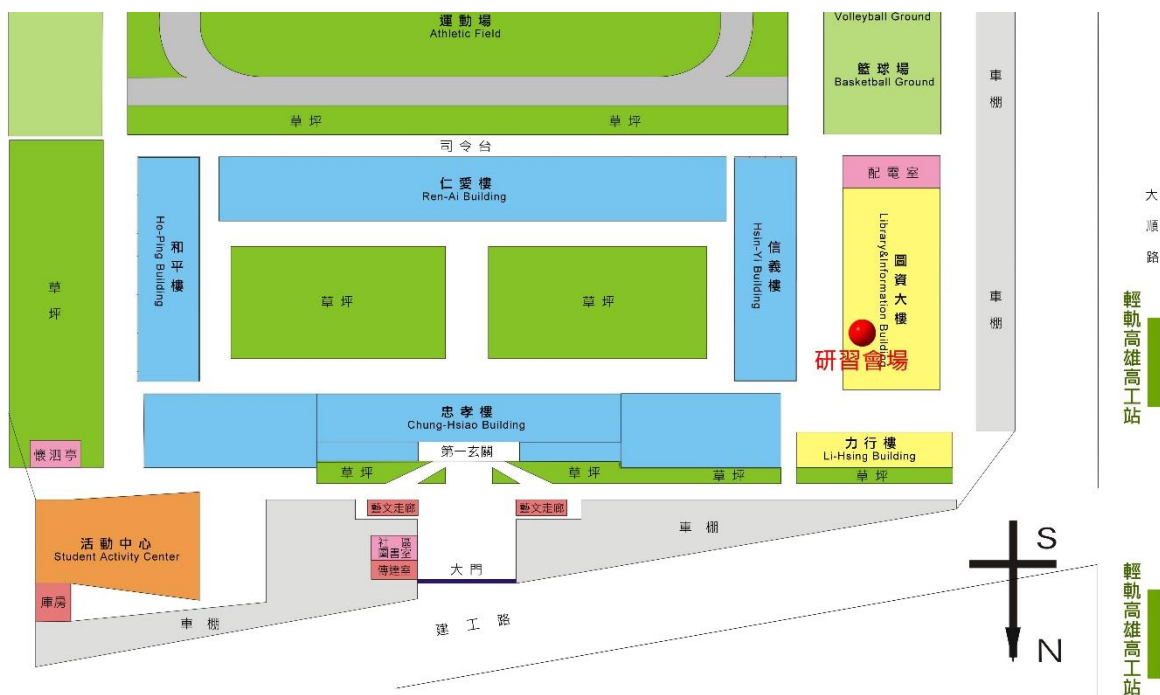 運動場
Athletic Field
Volleyball Ground
籃球場
Basketball Ground
車棚
草坪
草坪
司令台
仁愛樓
Ren-Ai Building
配電室
和平樓
Ho-Ping Building
信義樓
Hsin-Yi Building
圖資大樓
Library&Information Building
大順路
草坪
草坪
草坪
車棚
輕軌高雄高工站
研習會場
忠孝樓
Chung-Hsiao Building
第一玄關
力行樓
Li-Hsing Building
懷泗亭
草坪
草坪
草坪
草坪
藝文走廊
藝文走廊
活動中心
Student Activity Center
社區
圖書室
傳達室
大門
車棚
S
庫房
車棚
建工路
N
輕軌高雄高工站